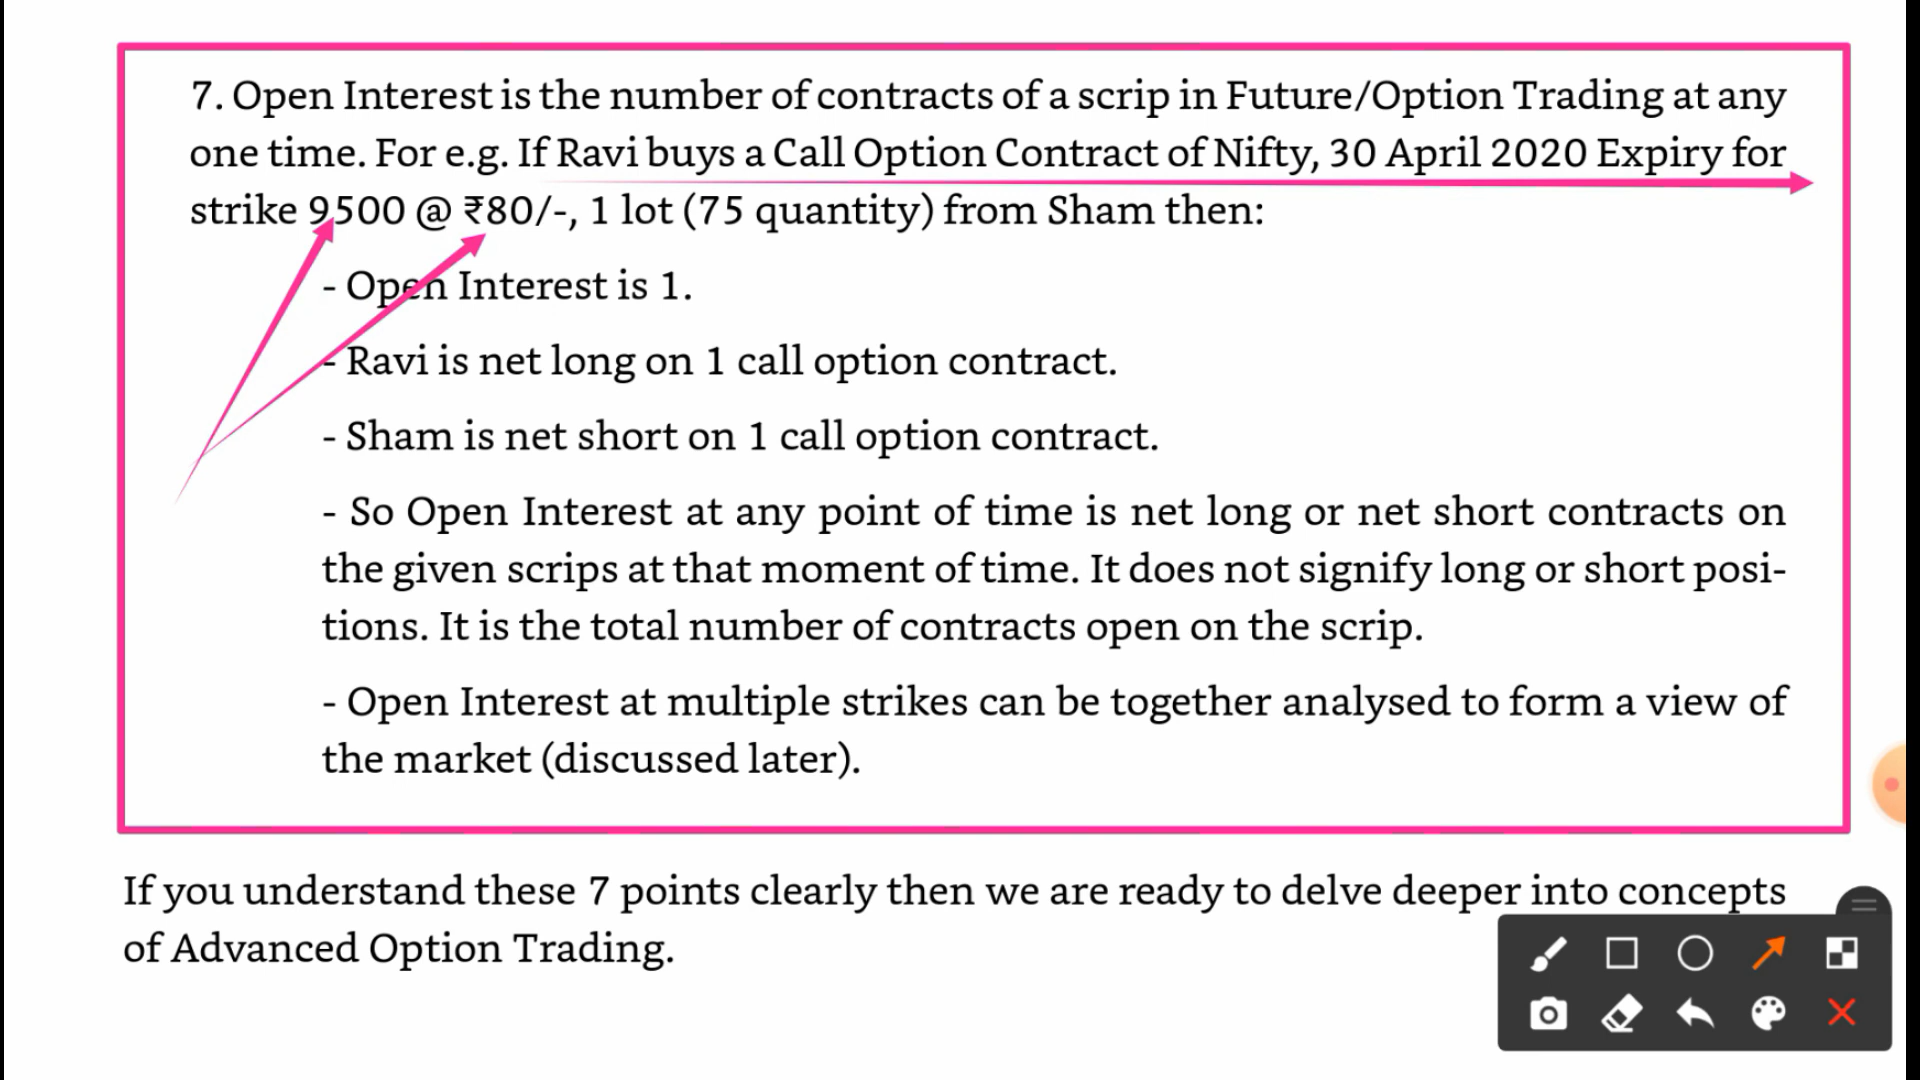 7. Open Interest is the number of contracts of a scrip in Future/Option Trading at any
one time. For e.g. If Ravi buys a Call Option Contract of Nifty, 30 April 2020 Expiry for
strike 9500 @ ₹80/-, 1 lot (75 quantity) from Sham then:
- Open Interest is 1.
- Ravi is net long on 1 call option contract.
- Sham is net short on 1 call option contract.
- So Open Interest at any point of time is net long or net short contracts on
the given scrips at that moment of time. It does not signify long or short posi-
tions. It is the total number of contracts open on the scrip.
- Open Interest at multiple strikes can be together analysed to form a view of
the market (discussed later).
If you understand these 7 points clearly then we are ready to delve deeper into concepts
of Advanced Option Trading.